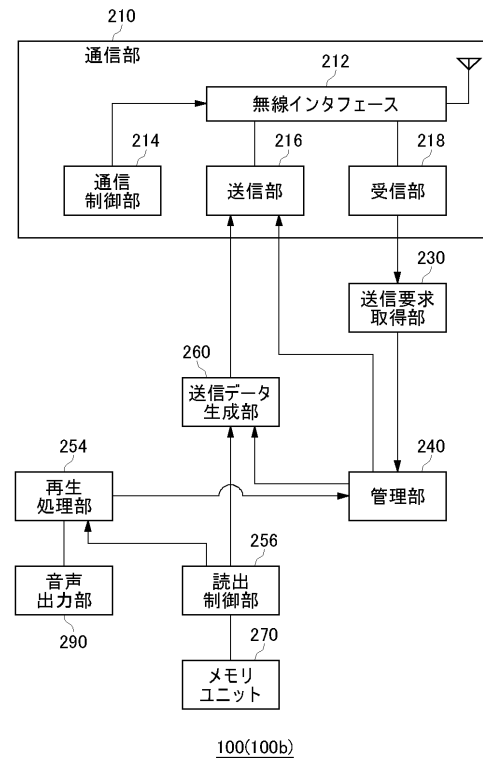 210
通信部
212
無線インタフェース
214
通信
制御部
216
送信部
218
受信部
230
送信要求
取得部
260
送信データ
生成部
254
再生
処理部
240
管理部
256
読出
制御部
音声
出力部
290
270
メモリ
ユニット
100(100b)